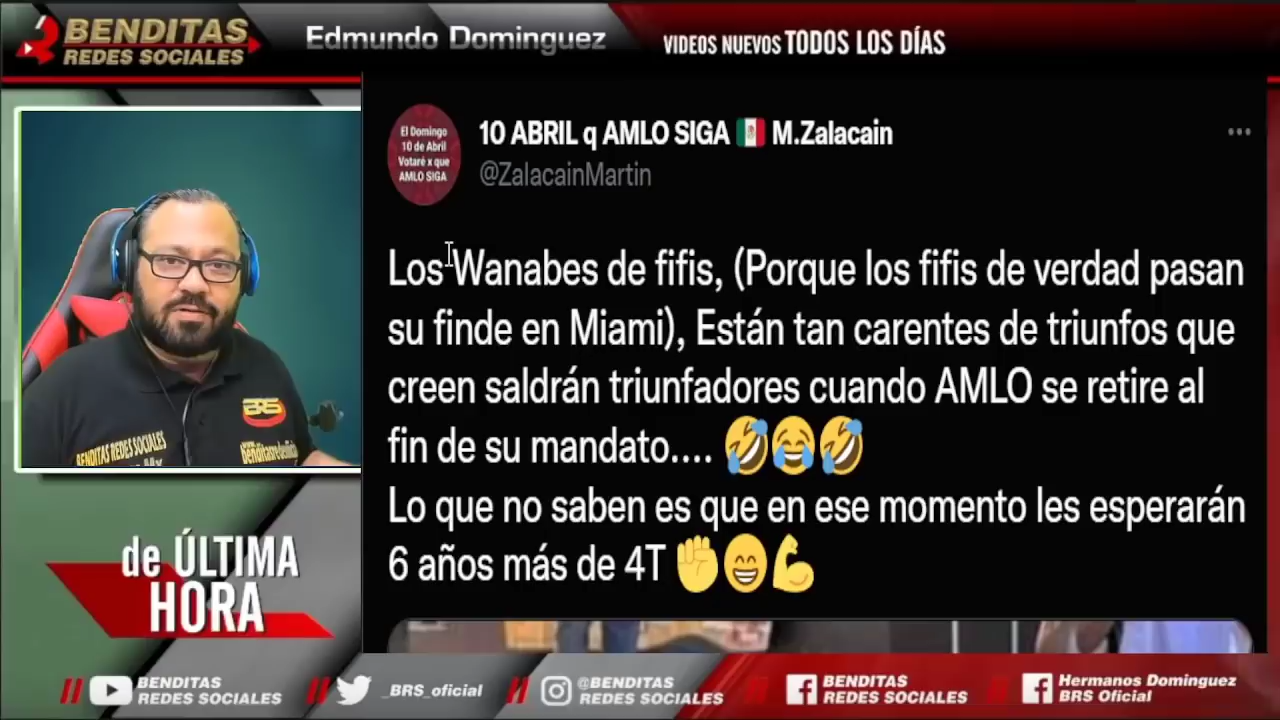 BENDITAS
REDES SOCIALES
Edmundo Dominguez
VIDEOS NUEVOS TODOS LOS DÍAS
El Domingo
10 de Abril
Votaré x que
AMLO SIGA
10 ABRIL q AMLO SIGA 🇲🇽 M.Zalacain
@ZalacainMartin
Los Wanabes de fifis, (Porque los fifis de verdad pasan
su finde en Miami), Están tan carentes de triunfos que
creen saldrán triunfadores cuando AMLO se retire al
fin de su mandato.... 🤣😂🤣
Lo que no saben es que en ese momento les esperarán
6 años más de 4T ✊😁💪
BRS
BENDITAS REDES SOCIALES
de ÚLTIMA
HORA
BENDITAS
REDES SOCIALES
_BRS_oficial
@BENDITAS
REDES SOCIALES
BENDITAS
REDES SOCIALES
Hermanos Dominguez
BRS Oficial